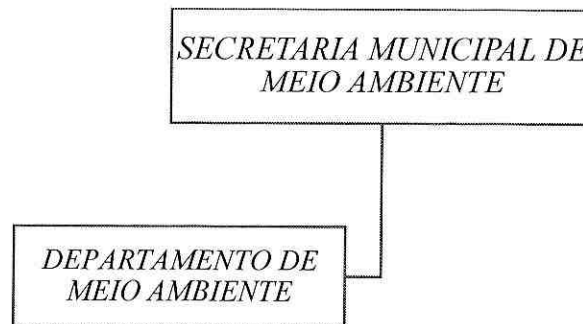 SECRETARIA MUNICIPAL DE
MEIO AMBIENTE
DEPARTAMENTO DE
MEIO AMBIENTE